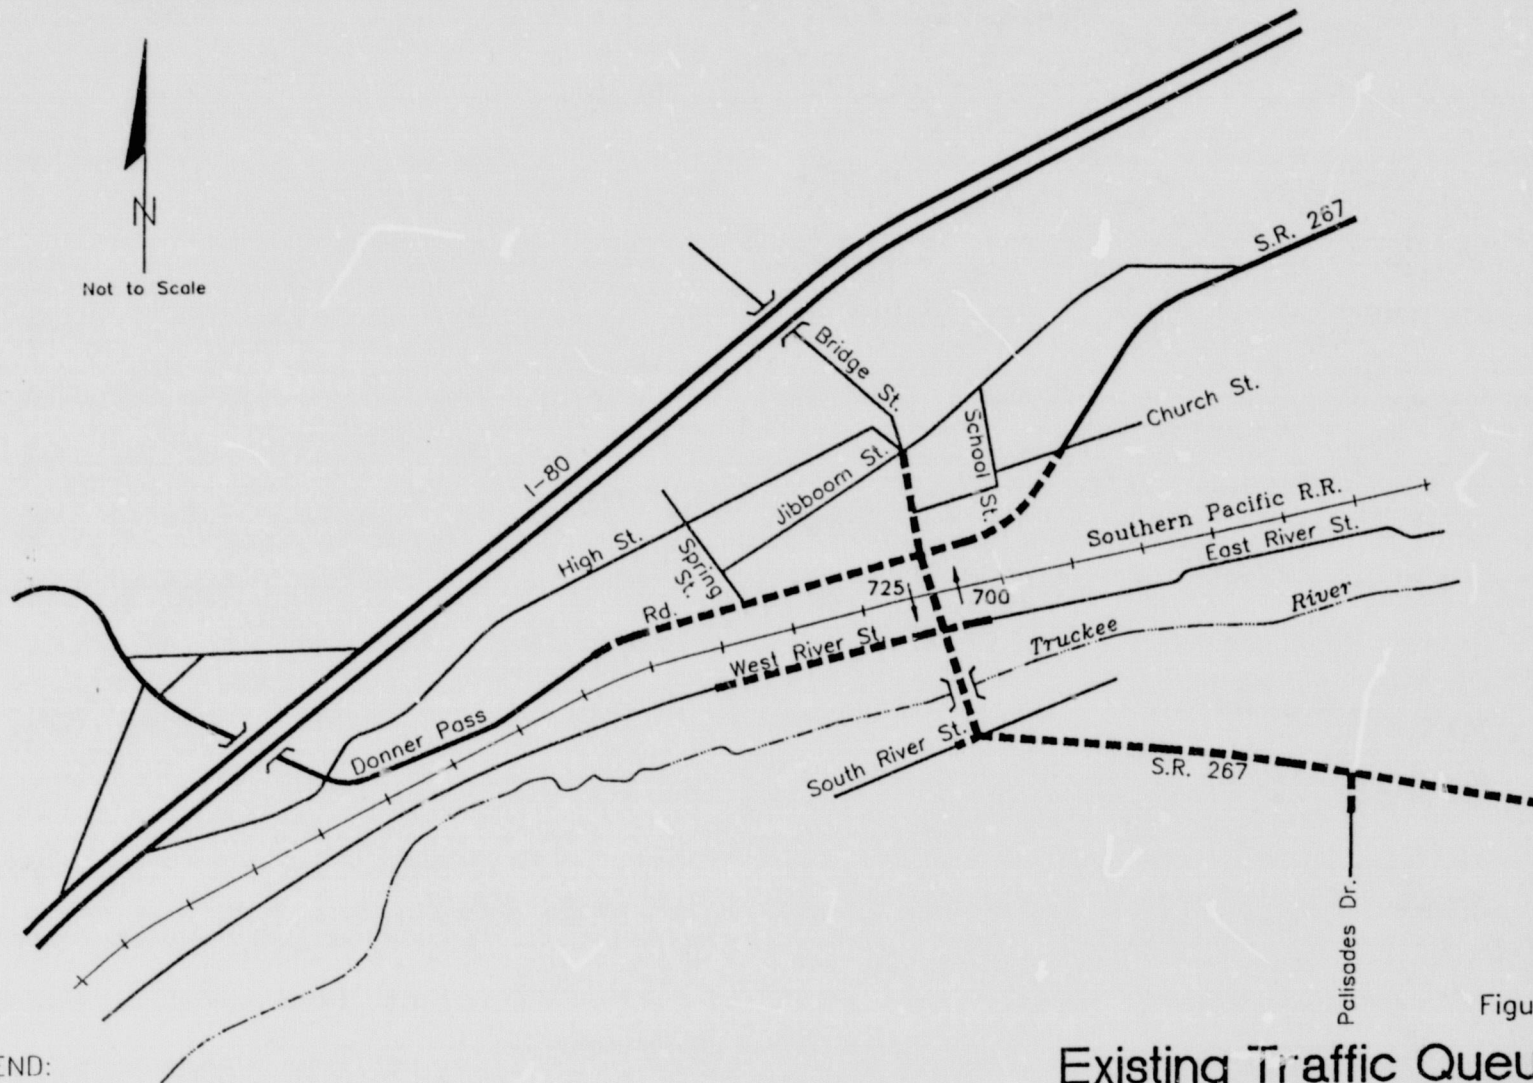 N
Not to Scale
S.R. 267
Bridge St.
Church St.
School St.
I-80
Jibboom St.
High St.
Spring St.
Southern Pacific R.R.
East River St.
725
700
Rd.
River
Truckee
West River St.
Donner Pass
South River St.
S.R. 267
Palisades Dr.
Figu
END:
Existing Traffic Queu